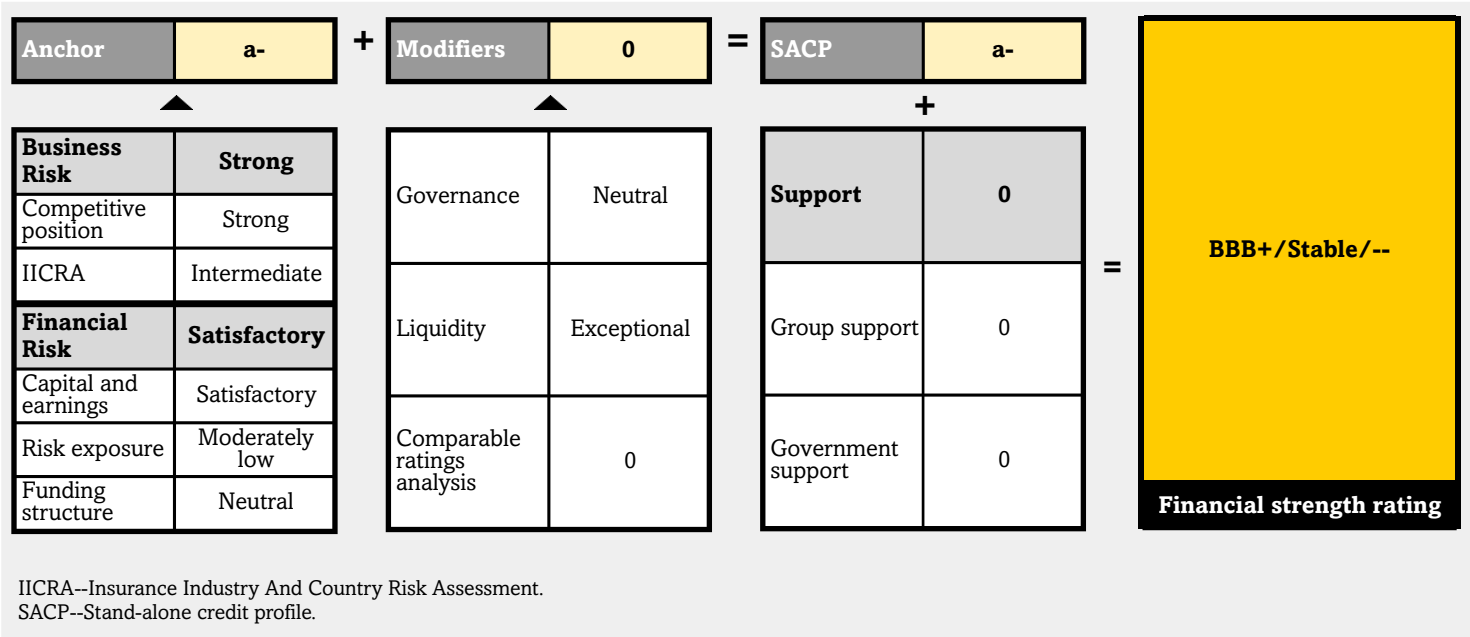 Anchor a- + Modifiers 0 = SACP a-
+
Business
Risk
Strong
Competitive
position
Strong
IICRA Intermediate
Financial
Risk
Satisfactory
Capital and
earnings
Satisfactory
Risk exposure
Moderately
low
Funding
structure
Neutral
Governance Neutral
Liquidity Exceptional
Comparable
ratings
analysis
0
Support 0
Group support 0
Government
support
0
=
BBB+/Stable/--
Financial strength rating
IICRA--Insurance Industry And Country Risk Assessment.
SACP--Stand-alone credit profile.